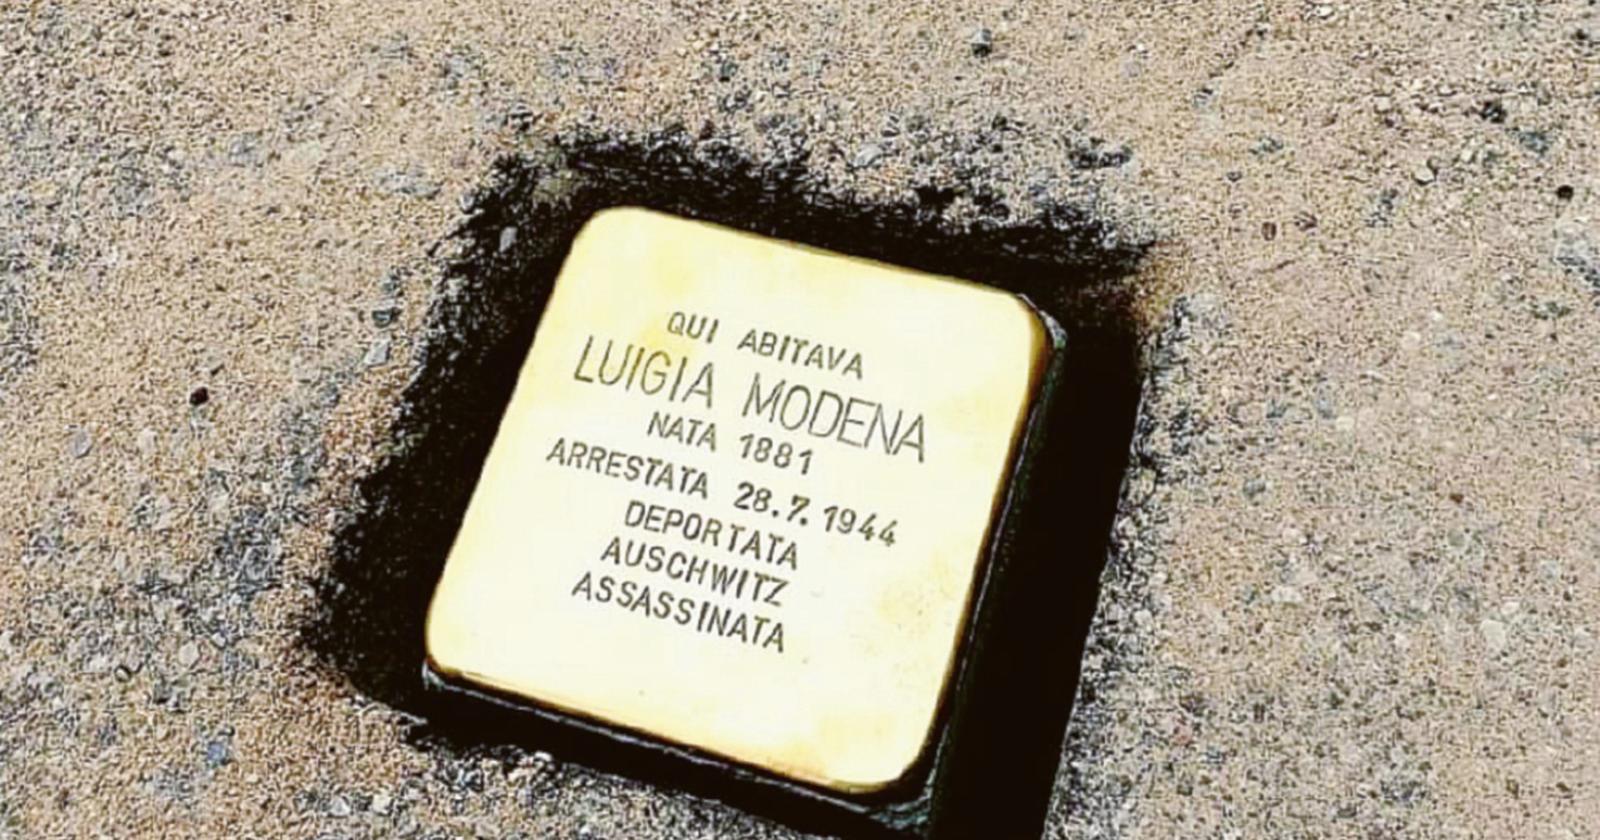 QUI ABITAVA
LUIGIA MODENA
NATA 1881
ARRESTATA 28.7.1944
DEPORTATA
AUSCHWITZ
ASSASSINATA